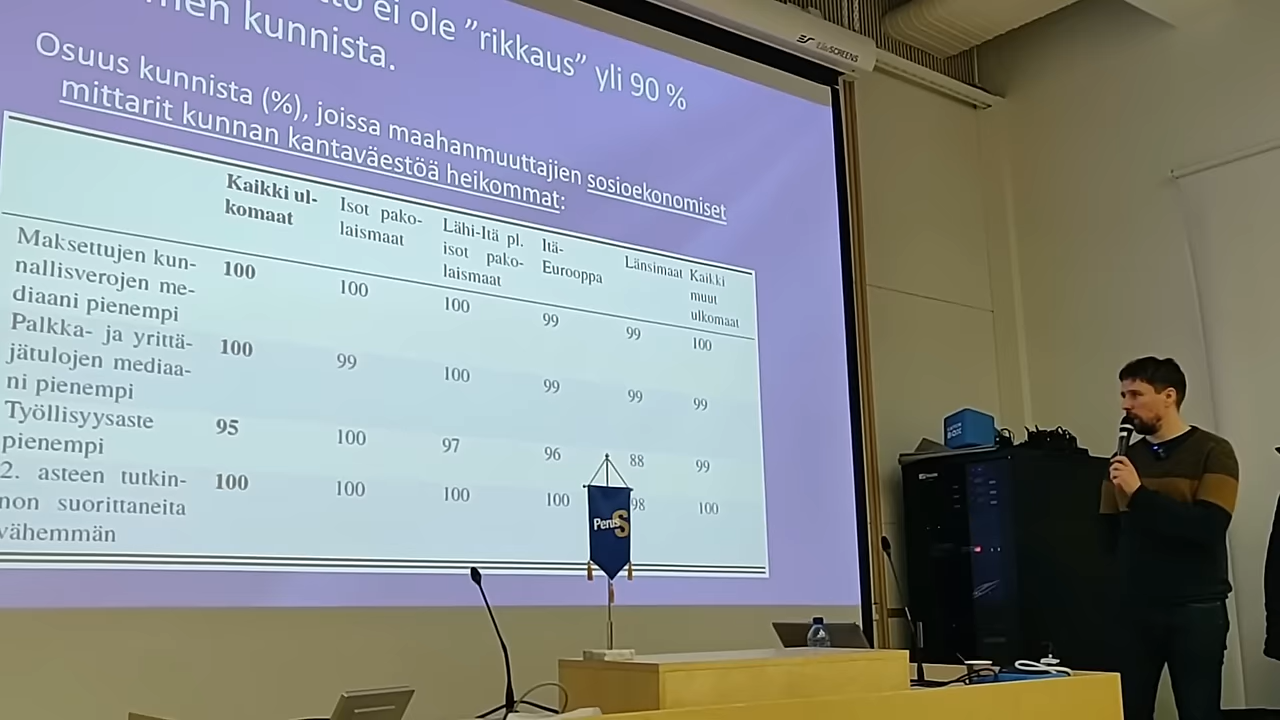 ei ole ”rikkaus” yli 90 %
kunnista.
Osuus kunnista (%), joissa maahanmuuttajien sosioekonomiset
mittarit kunnan kantaväestöä heikommat:
Kaikki ul-
komaat
Isot pako-
laismaat
Lähi-Itä pl.
isot pako-
laismaat
Itä-
Eurooppa
Länsimaat
Kaikki
muut
ulkomaat
Maksettujen kun-
nallisverojen me-
diaani pienempi
100
100
100
99
99
100
Palkka- ja yrittä-
jätulojen mediaa-
ni pienempi
100
99
100
99
99
99
Työllisyysaste
pienempi
95
100
97
96
88
99
2. asteen tutkin-
non suorittaneita
vähemmän
100
100
100
100
98
100
PeruS
EliteSCREENS